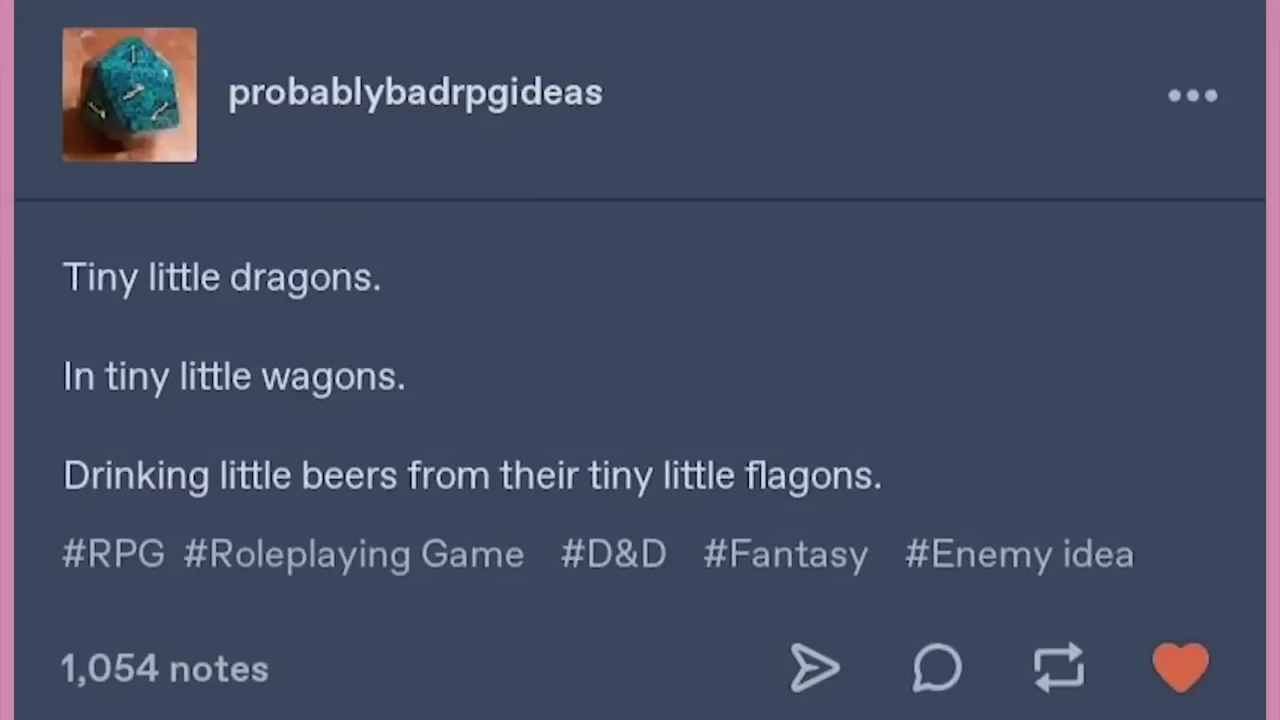 probablybadrpgideas
Tiny little dragons.
In tiny little wagons.
Drinking little beers from their tiny little flagons.
#RPG #Roleplaying Game #D&D #Fantasy #Enemy idea
1,054 notes